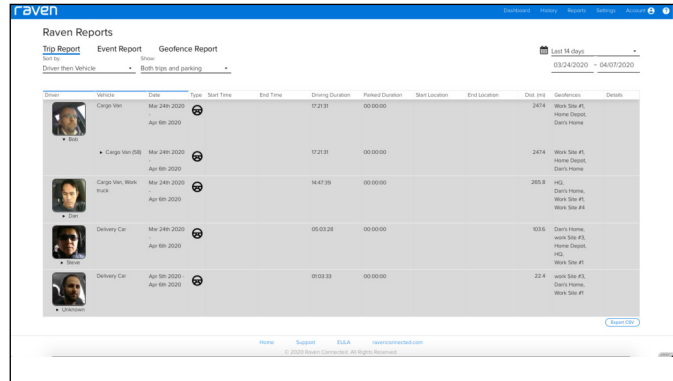 raven
Dashboard History Reports Settings Account
Raven Reports
Trip Report Event Report Geofence Report
Last 14 days
Sort by Show
Driver then Vehicle Both trips and parking
03/24/2020 - 04/07/2020
Driver Vehicle Date Type Start Time End Time Driving Duration Parked Duration Start Location End Location Dist. (mi) Geofences Details
Cargo Van Mar 24th 2020 17:21:31 00:00:00 247.4 Work Site #1,
- Home Depot,
Apr 6th 2020 Dan's Home
Bob
Cargo Van (58) Mar 24th 2020 17:21:31 00:00:00 247.4 Work Site #1,
- Home Depot,
Apr 6th 2020 Dan's Home
Cargo Van, Work Mar 24th 2020 14:47:39 00:00:00 265.8 HQ,
truck - Dan's Home,
Apr 6th 2020 Work Site #1,
Work Site #4
Dan
Delivery Car Mar 24th 2020 05:03:28 00:00:00 103.6 Dan's Home,
- work Site #3,
Apr 6th 2020 Home Depot,
HQ,
Steve Work Site #1
Delivery Car Apr 5th 2020 - 01:03:33 00:00:00 22.4 work Site #3,
Apr 6th 2020 Dan's Home,
Work Site #1
Unknown
Export CSV
Home Support EULA ravenconnected.com
© 2020 Raven Connected. All Rights Reserved.